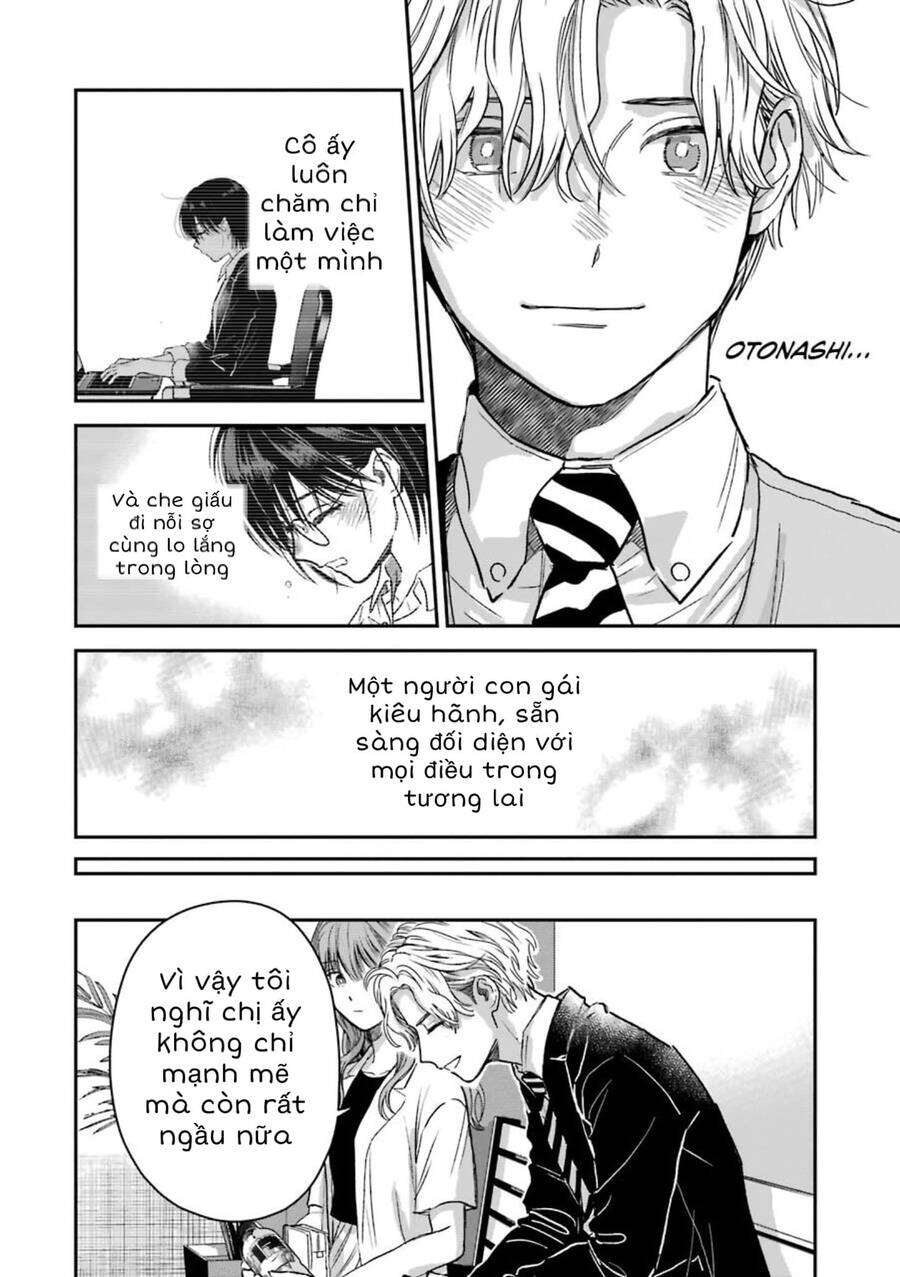 Cô ấy
luôn
chăm chỉ
làm việc
một mình
OTONASHI...
Và che giấu
đi nỗi sợ
cùng lo lắng
trong lòng
Một người con gái
kiêu hãnh, sẵn
sàng đối diện với
mọi điều trong
tương lai
Vì vậy tôi
nghĩ chị ấy
không chỉ
mạnh mẽ
mà còn rất
ngầu nữa